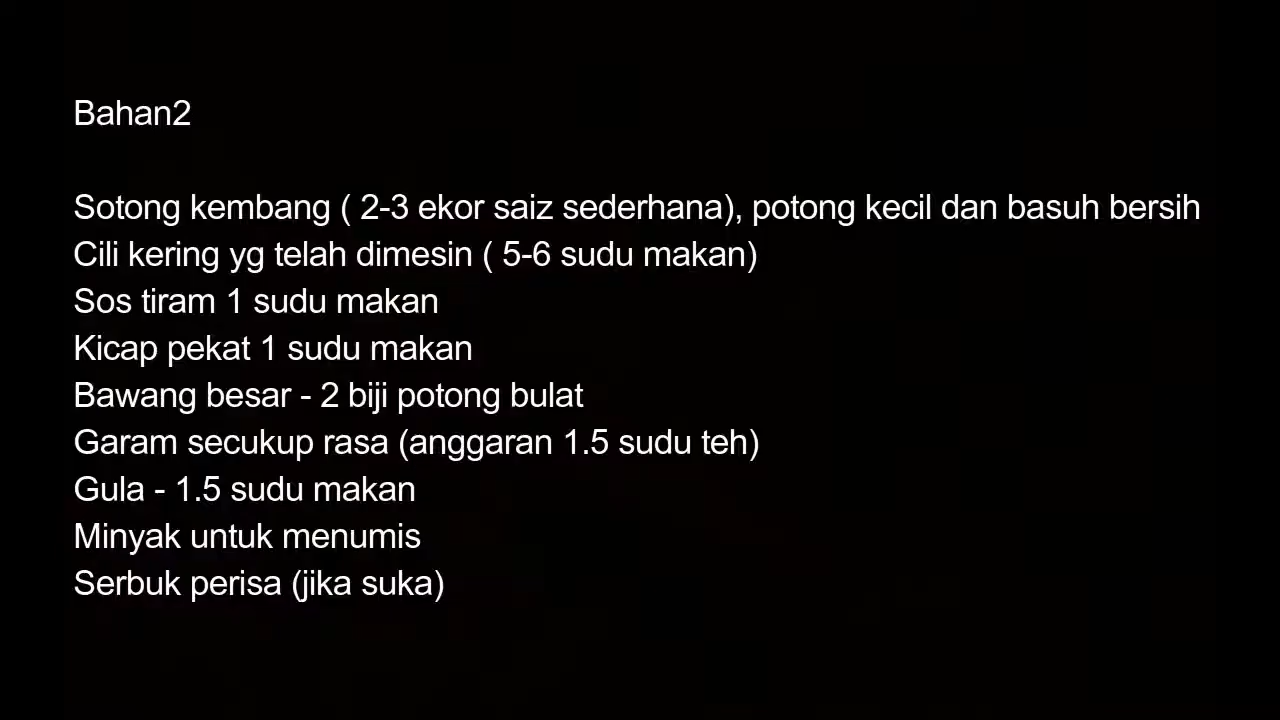 Bahan2
Sotong kembang ( 2-3 ekor saiz sederhana), potong kecil dan basuh bersih
Cili kering yg telah dimesin ( 5-6 sudu makan)
Sos tiram 1 sudu makan
Kicap pekat 1 sudu makan
Bawang besar - 2 biji potong bulat
Garam secukup rasa (anggaran 1.5 sudu teh)
Gula - 1.5 sudu makan
Minyak untuk menumis
Serbuk perisa (jika suka)